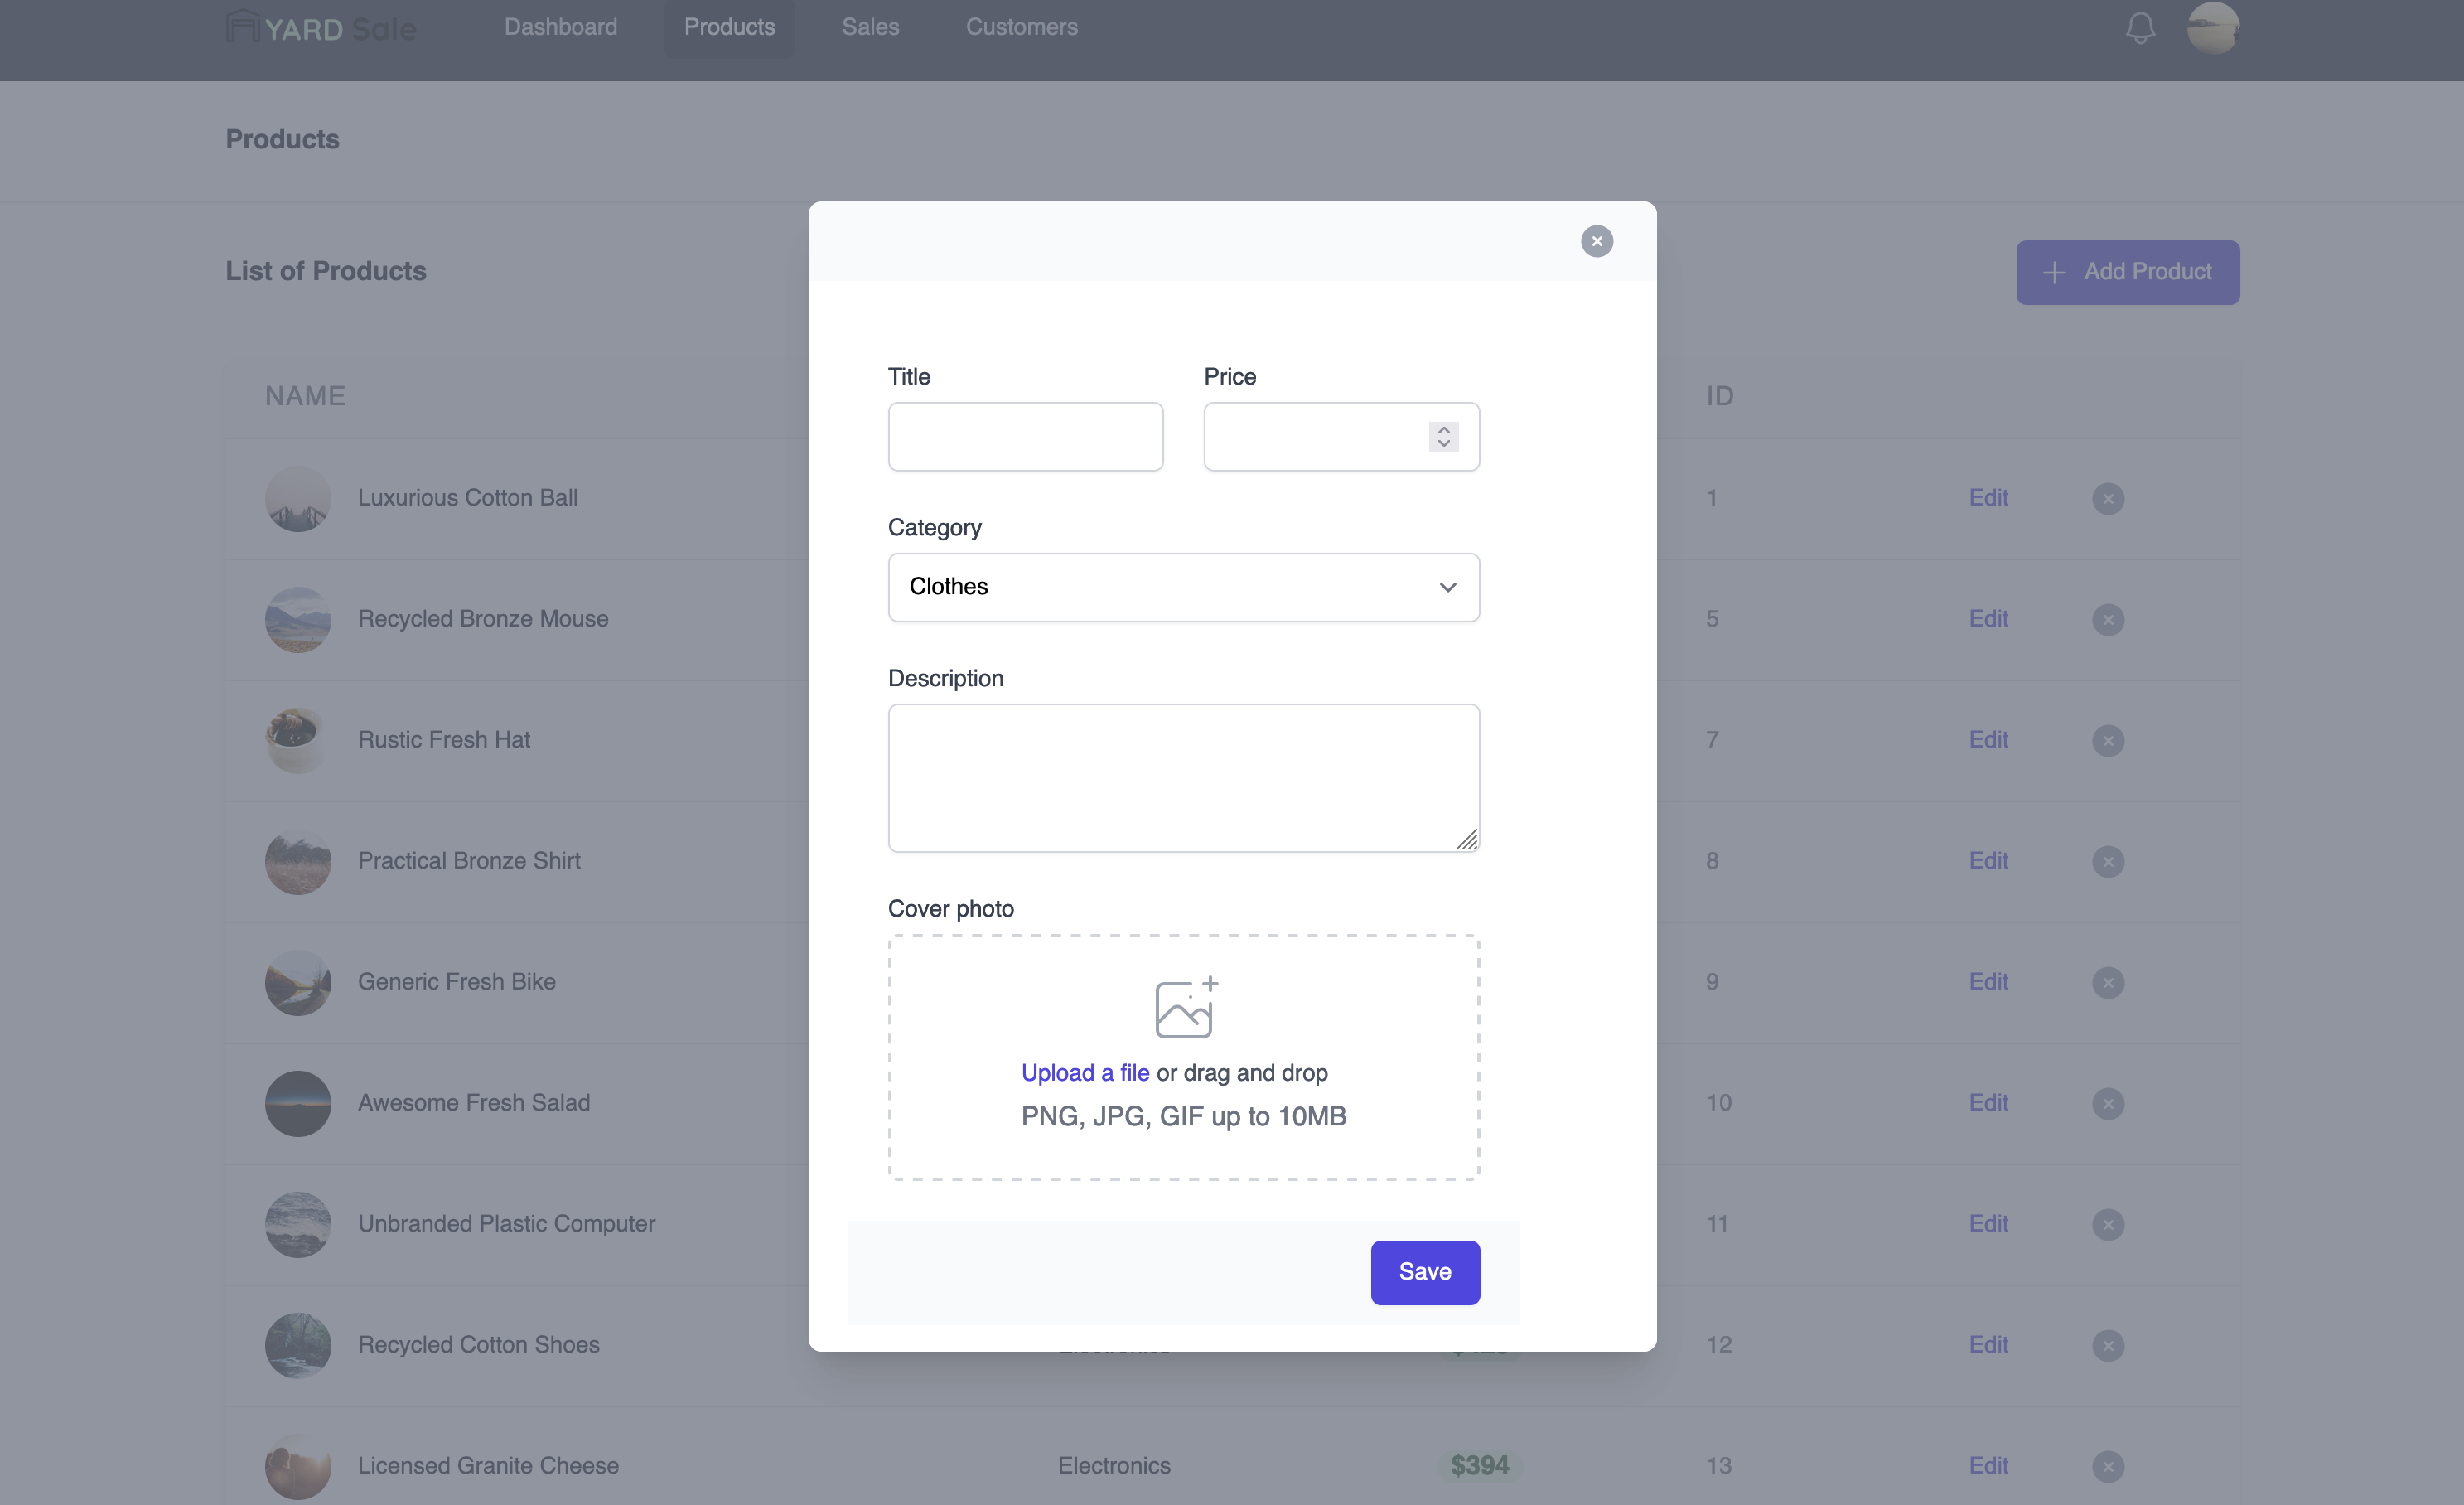 YARD Sale
Dashboard
Products
Sales
Customers
Products
List of Products
Add Product
NAME
ID
Luxurious Cotton Ball
1
Edit
Recycled Bronze Mouse
5
Edit
Rustic Fresh Hat
7
Edit
Practical Bronze Shirt
8
Edit
Generic Fresh Bike
9
Edit
Awesome Fresh Salad
10
Edit
Unbranded Plastic Computer
11
Edit
Recycled Cotton Shoes
12
Edit
Licensed Granite Cheese
Electronics
$394
13
Edit
Title
Price
Category
Clothes
Description
Cover photo
Upload a file or drag and drop
PNG, JPG, GIF up to 10MB
Save